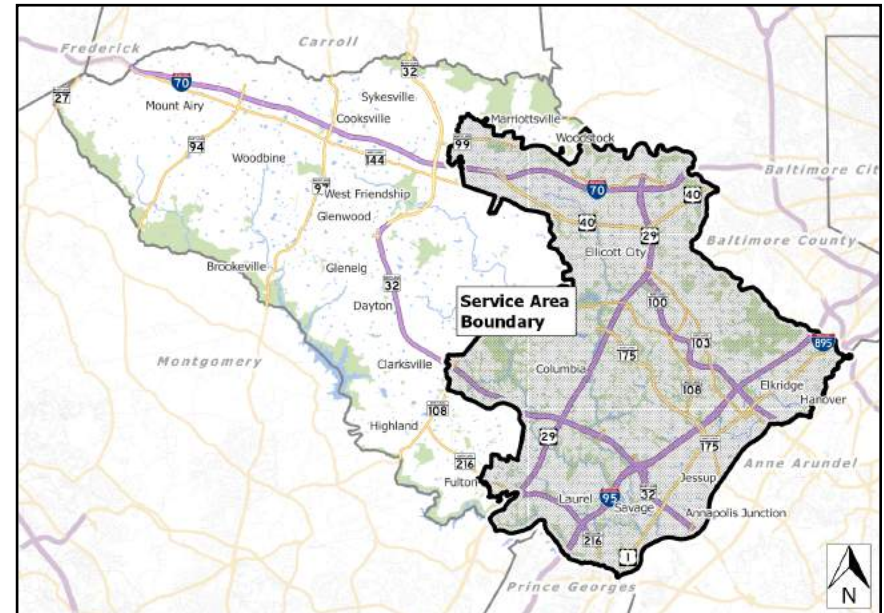 Frederick
Carroll
32
70
27
Mount Airy
Sykesville
Cooksville
Marriottsville
Woodstock
99
94
144
Woodbine
Baltimore Cit
West Friendship
70
40
Glenwood
40
29
Ellicott City
Baltimore County
Brookeville
Glenelg
32
Dayton
Service Area
Boundary
100
103
895
175
Montgomery
Clarksville
Columbia
108
Elkridge
Hanover
108
Highland
29
175
216
Anne Arundel
Fulton
Jessup
Laurel
95
32
Savage
Annapolis Junction
216
1
Prince Georges
N